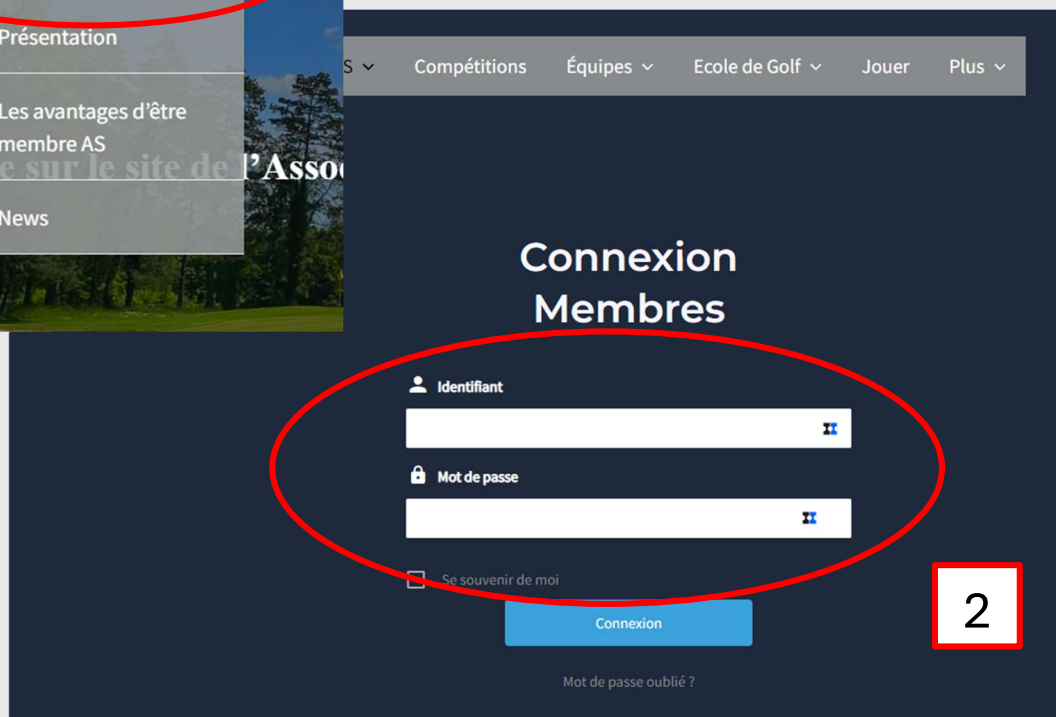 Présentation
Les avantages d'être
membre AS
e sur le site de l'Asso
News
S Compétitions Équipes Ecole de Golf Jouer Plus
Connexion
Membres
Identifiant
Mot de passe
Se souvenir de moi
Connexion
Mot de passe oublié ?
2